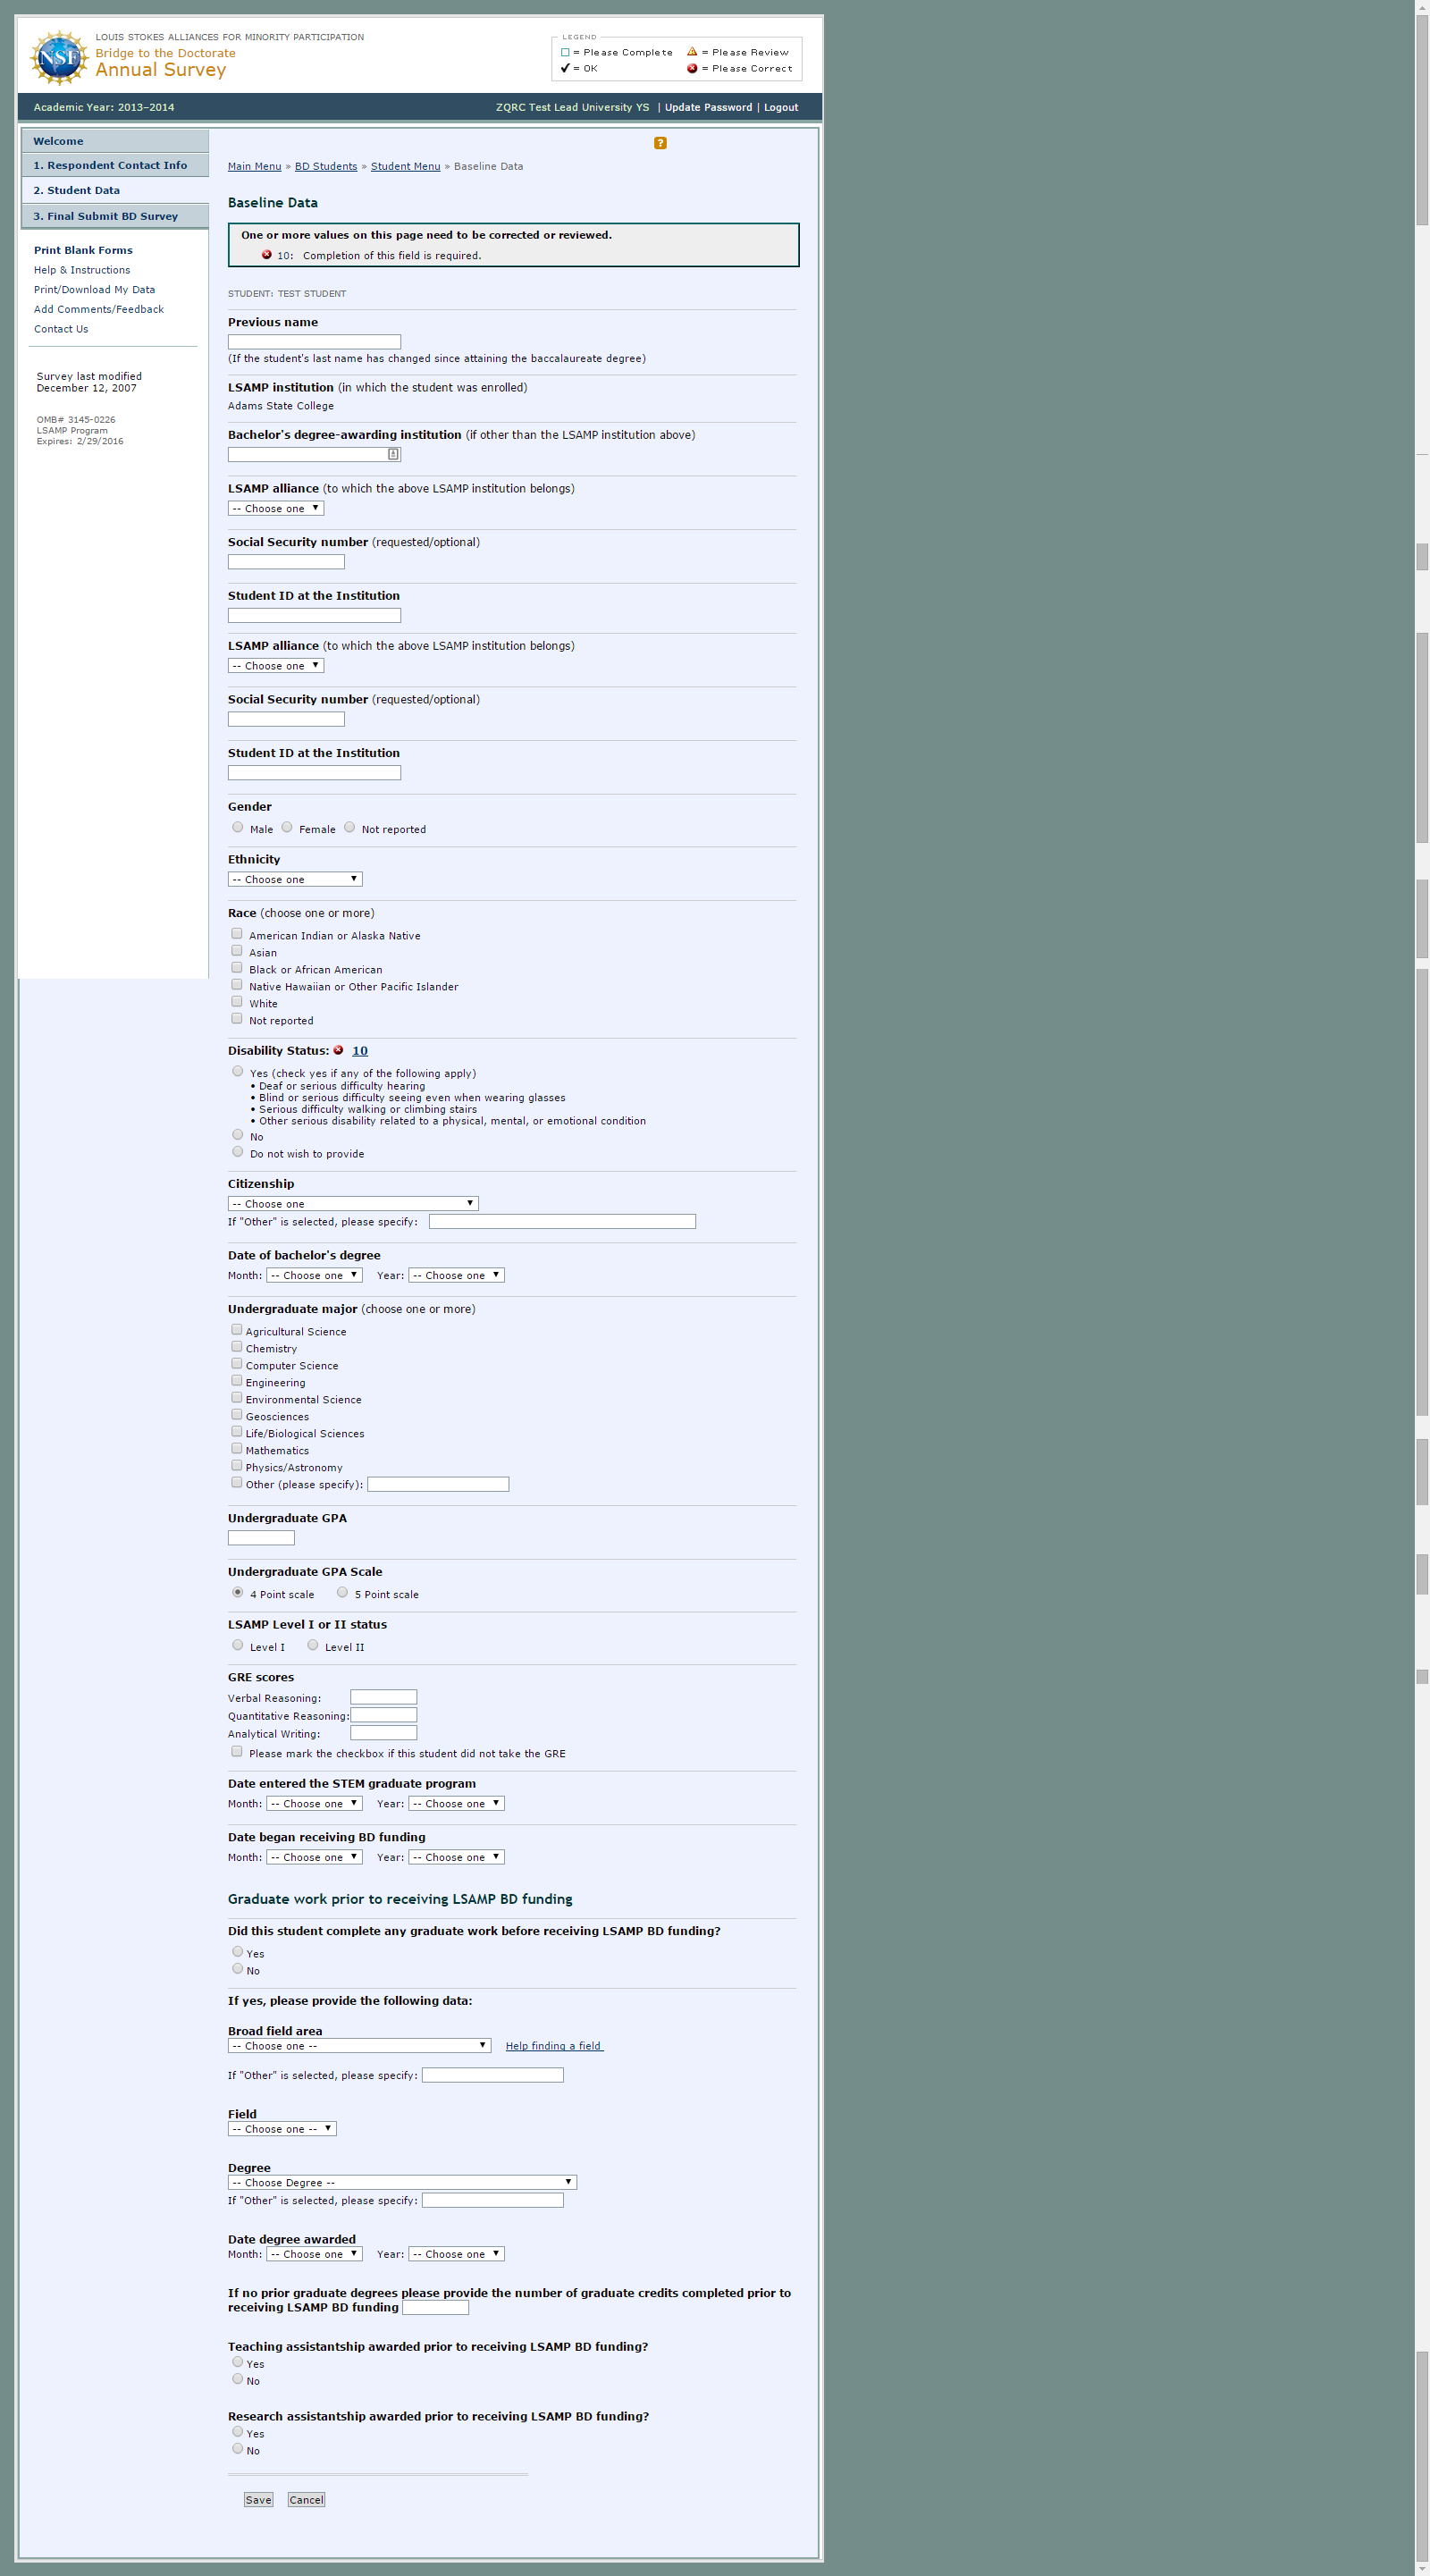 LOUIS STOKES ALLIANCES FOR MINORITY PARTICIPATION
Bridge to the Doctorate
Annual Survey
NSF
LEGEND
= Please Complete = Please Review
= OK = Please Correct
Academic Year: 2013–2014 ZQRC Test Lead University YS | Update Password | Logout
Welcome
1. Respondent Contact Info
2. Student Data
3. Final Submit BD Survey
Print Blank Forms
Help & Instructions
Print/Download My Data
Add Comments/Feedback
Contact Us
Survey last modified
December 12, 2007
OMB# 3145-0226
LSAMP Program
Expires: 2/29/2016
?
Main Menu » BD Students » Student Menu » Baseline Data
Baseline Data
One or more values on this page need to be corrected or reviewed.
10: Completion of this field is required.
STUDENT: TEST STUDENT
Previous name
(If the student's last name has changed since attaining the baccalaureate degree)
LSAMP institution (in which the student was enrolled)
Adams State College
Bachelor's degree-awarding institution (if other than the LSAMP institution above)
LSAMP alliance (to which the above LSAMP institution belongs)
-- Choose one
Social Security number (requested/optional)
Student ID at the Institution
LSAMP alliance (to which the above LSAMP institution belongs)
-- Choose one
Social Security number (requested/optional)
Student ID at the Institution
Gender
Male Female Not reported
Ethnicity
-- Choose one
Race (choose one or more)
American Indian or Alaska Native
Asian
Black or African American
Native Hawaiian or Other Pacific Islander
White
Not reported
Disability Status: 10
Yes (check yes if any of the following apply)
• Deaf or serious difficulty hearing
• Blind or serious difficulty seeing even when wearing glasses
• Serious difficulty walking or climbing stairs
• Other serious disability related to a physical, mental, or emotional condition
No
Do not wish to provide
Citizenship
-- Choose one
If "Other" is selected, please specify:
Date of bachelor's degree
Month: -- Choose one Year: -- Choose one
Undergraduate major (choose one or more)
Agricultural Science
Chemistry
Computer Science
Engineering
Environmental Science
Geosciences
Life/Biological Sciences
Mathematics
Physics/Astronomy
Other (please specify):
Undergraduate GPA
Undergraduate GPA Scale
4 Point scale 5 Point scale
LSAMP Level I or II status
Level I Level II
GRE scores
Verbal Reasoning:
Quantitative Reasoning:
Analytical Writing:
Please mark the checkbox if this student did not take the GRE
Date entered the STEM graduate program
Month: -- Choose one Year: -- Choose one
Date began receiving BD funding
Month: -- Choose one Year: -- Choose one
Graduate work prior to receiving LSAMP BD funding
Did this student complete any graduate work before receiving LSAMP BD funding?
Yes
No
If yes, please provide the following data:
Broad field area
-- Choose one -- Help finding a field
If "Other" is selected, please specify:
Field
-- Choose one --
Degree
-- Choose Degree --
If "Other" is selected, please specify:
Date degree awarded
Month: -- Choose one Year: -- Choose one
If no prior graduate degrees please provide the number of graduate credits completed prior to
receiving LSAMP BD funding
Teaching assistantship awarded prior to receiving LSAMP BD funding?
Yes
No
Research assistantship awarded prior to receiving LSAMP BD funding?
Yes
No
Save Cancel